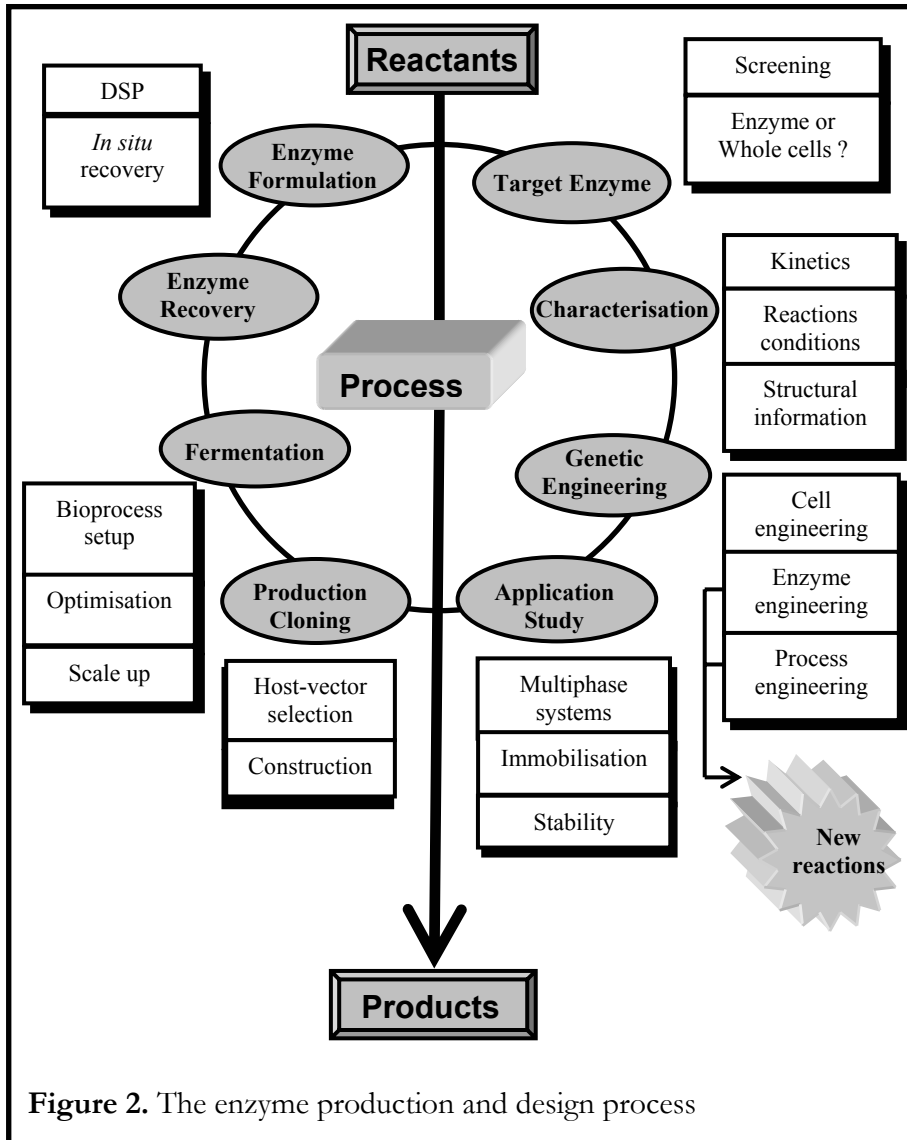 Reactants
DSP
In situ
recovery
Screening
Enzyme or
Whole cells ?
Enzyme
Formulation
Target Enzyme
Enzyme
Recovery
Characterisation
Kinetics
Reactions
conditions
Structural
information
Process
Fermentation
Genetic
Engineering
Bioprocess
setup
Optimisation
Scale up
Cell
engineering
Enzyme
engineering
Process
engineering
Production
Cloning
Application
Study
Host-vector
selection
Construction
Multiphase
systems
Immobilisation
Stability
New
reactions
Products
Figure 2. The enzyme production and design process